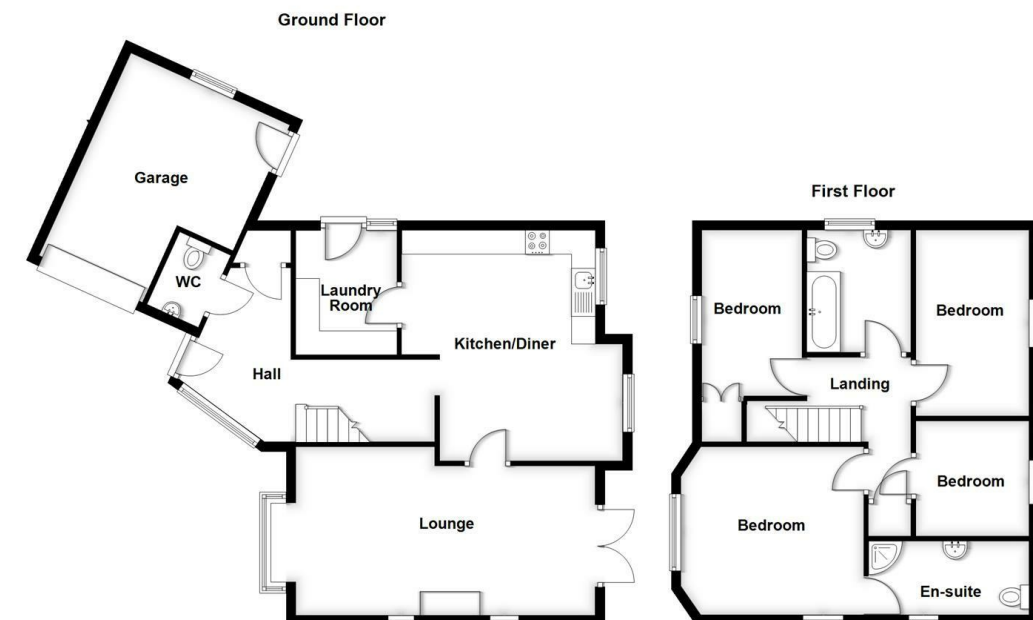 Ground Floor
Garage
WC
Laundry
Room
Kitchen/Diner
Hall
Lounge
First Floor
Bedroom
Bedroom
Landing
Bedroom
Bedroom
En-suite